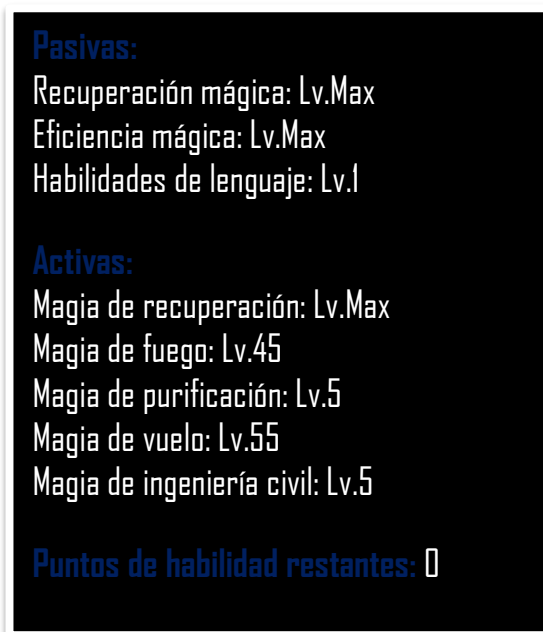 Pasivas:
Recuperación mágica: Lv.Max
Eficiencia mágica: Lv.Max
Habilidades de lenguaje: Lv.1
Activas:
Magia de recuperación: Lv.Max
Magia de fuego: Lv.45
Magia de purificación: Lv.5
Magia de vuelo: Lv.55
Magia de ingeniería civil: Lv.5
Puntos de habilidad restantes: 0